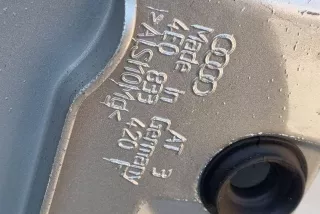 AT 3
Made In Germany
4E0 833 420
>AlSi10Mg<